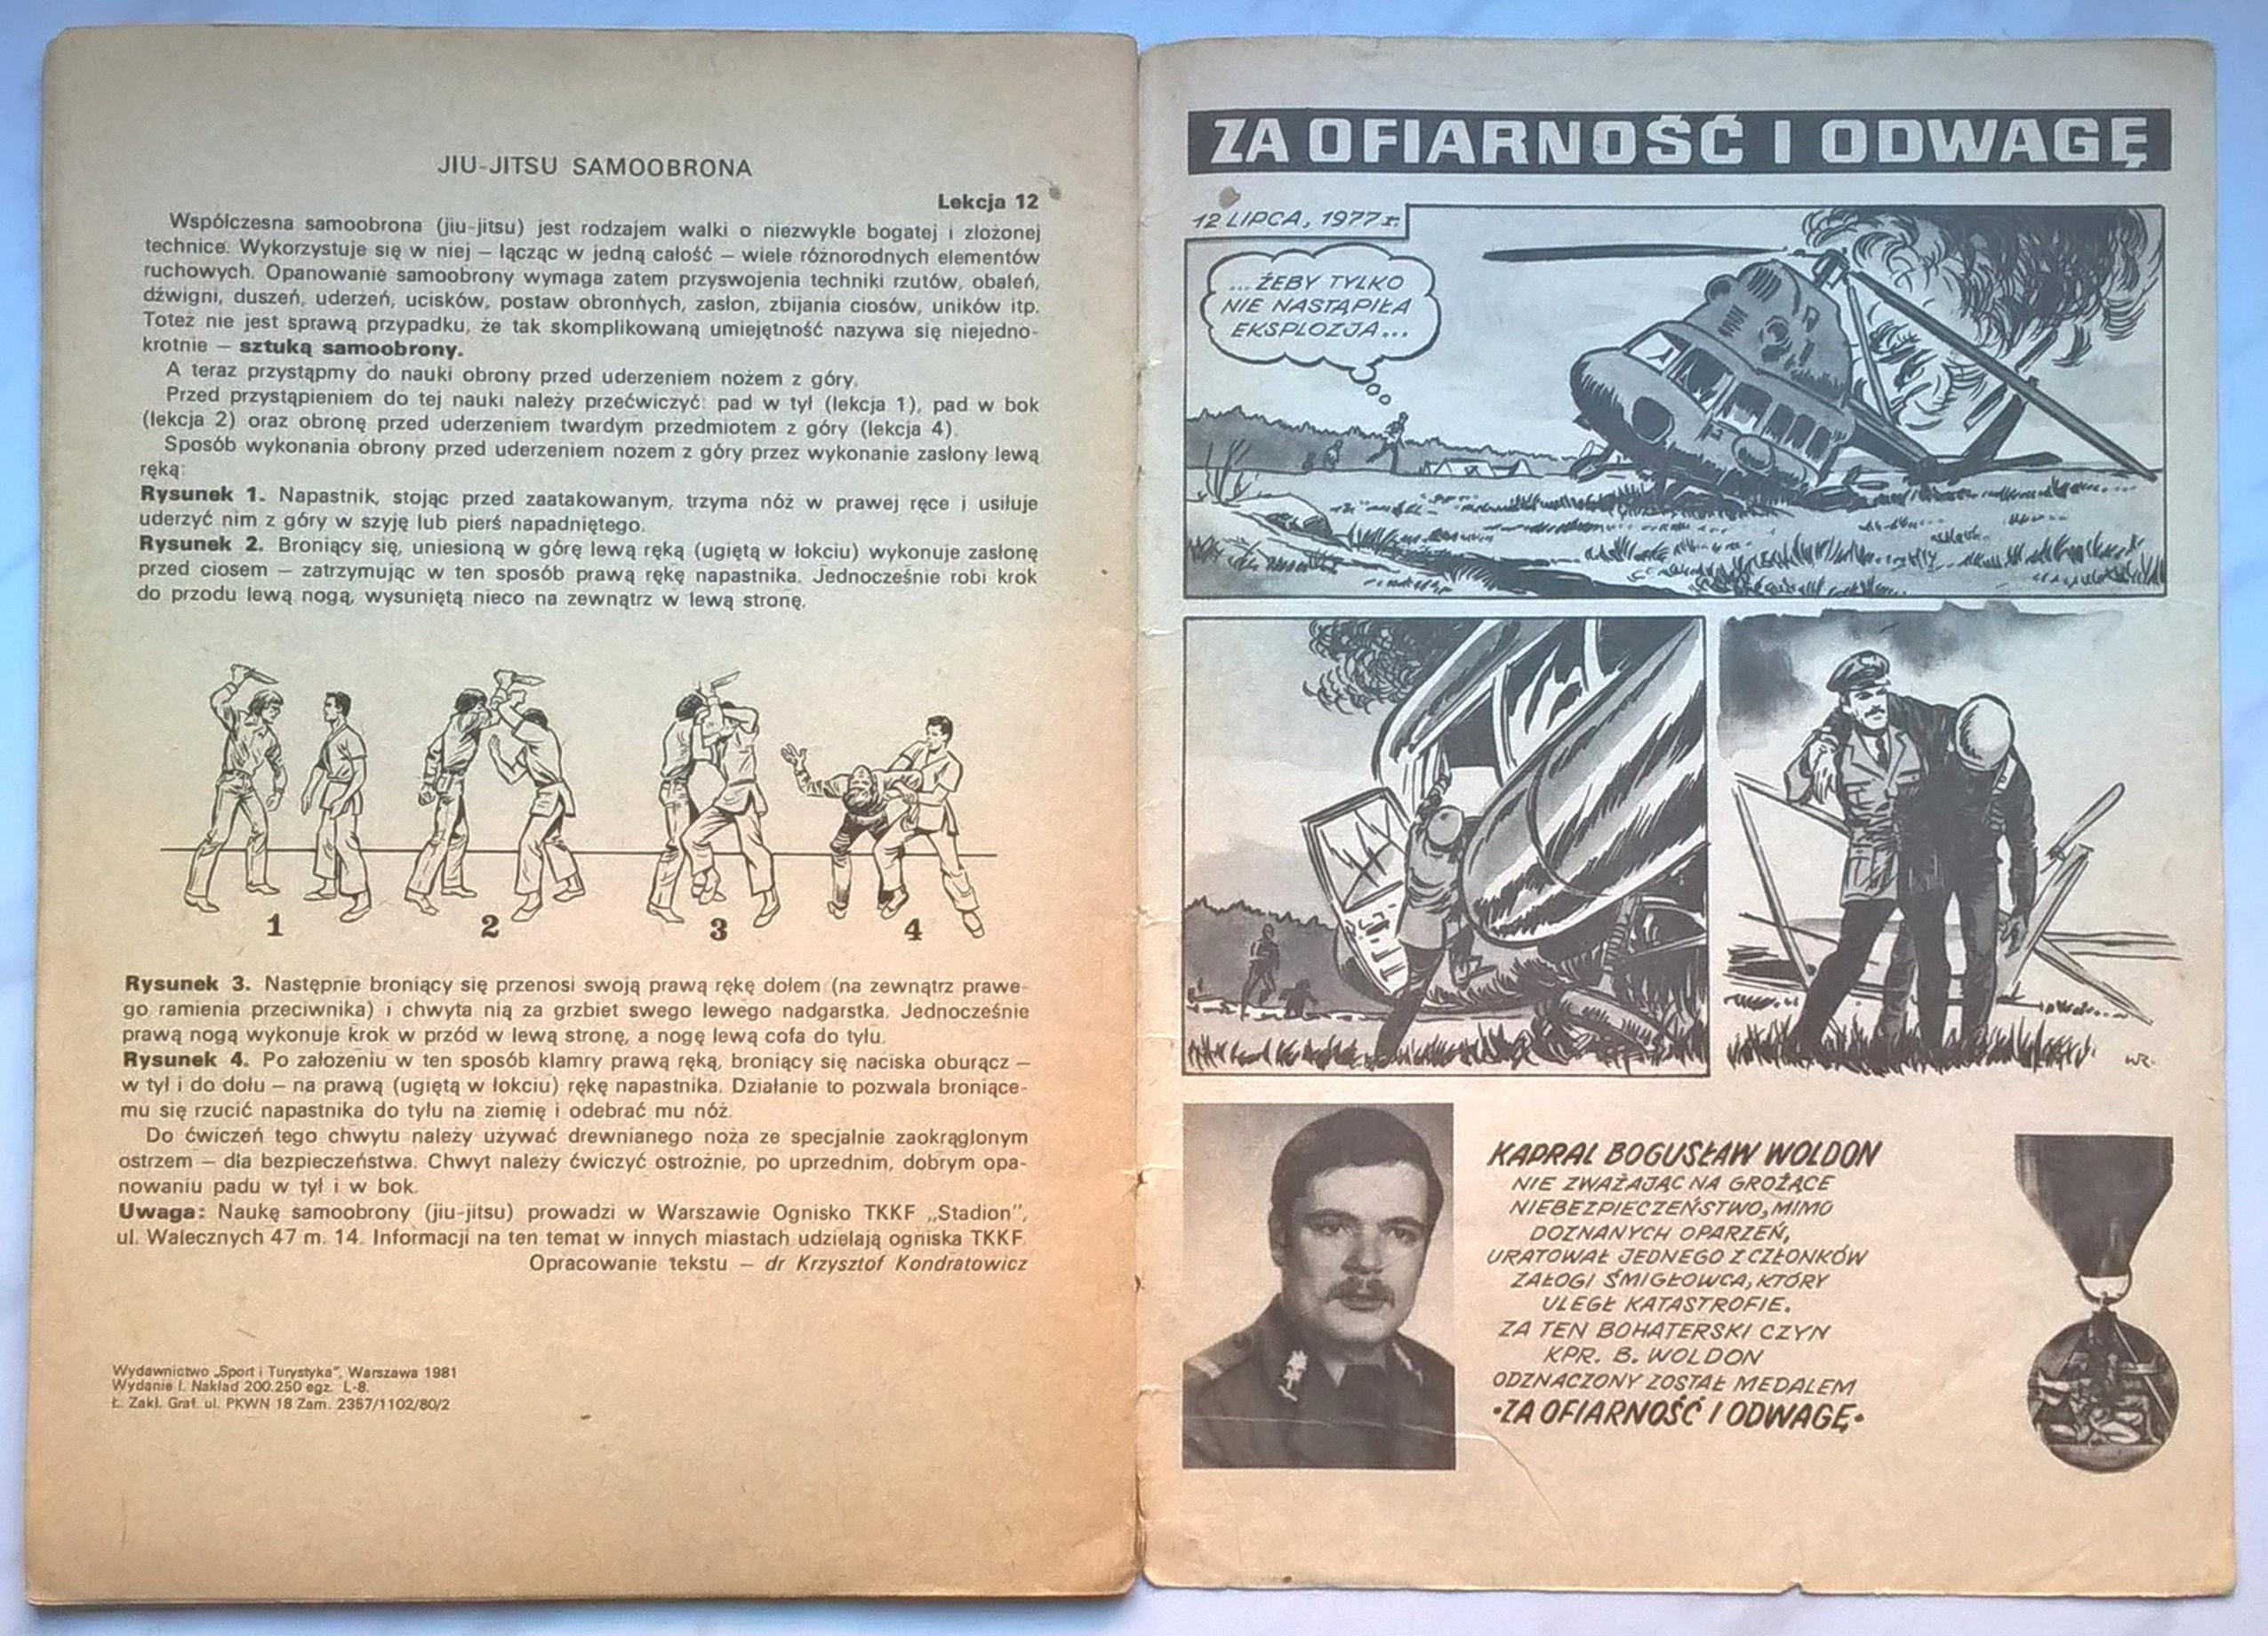 JIU-JITSU SAMOOBRONA
Lekcja 12
Współczesna samoobrona (jiu-jitsu) jest rodzajem walki o niezwykle bogatej i złożonej
technice. Wykorzystuje się w niej – łącząc w jedną całość – wiele różnorodnych elementów
ruchowych. Opanowanie samoobrony wymaga zatem przyswojenia techniki rzutów, obaleń,
dźwigni, duszeń, uderzeń, ucisków, postaw obronnych, zasłon, zbijania ciosów, uników itp.
Toteż nie jest sprawą przypadku, że tak skomplikowaną umiejętność nazywa się niejedno-
krotnie – sztuką samoobrony.
A teraz przystąpmy do nauki obrony przed uderzeniem nożem z góry.
Przed przystąpieniem do tej nauki należy przećwiczyć: pad w tył (lekcja 1), pad w bok
(lekcja 2) oraz obronę przed uderzeniem twardym przedmiotem z góry (lekcja 4).
Sposób wykonania obrony przed uderzeniem nożem z góry przez wykonanie zasłony lewą
ręką:
Rysunek 1. Napastnik, stojąc przed zaatakowanym, trzyma nóż w prawej ręce i usiłuje
uderzyć nim z góry w szyję lub pierś napadniętego.
Rysunek 2. Broniący się, uniesioną w górę lewą ręką (ugiętą w łokciu) wykonuje zasłonę
przed ciosem – zatrzymując w ten sposób prawą rękę napastnika. Jednocześnie robi krok
do przodu lewą nogą, wysuniętą nieco na zewnątrz w lewą stronę.
1 2 3 4
Rysunek 3. Następnie broniący się przenosi swoją prawą rękę dołem (na zewnątrz prawe-
go ramienia przeciwnika) i chwyta nią za grzbiet swego lewego nadgarstka. Jednocześnie
prawą nogą wykonuje krok w przód w lewą stronę, a nogę lewą cofa do tyłu.
Rysunek 4. Po założeniu w ten sposób klamry prawą ręką, broniący się naciska oburącz –
w tył i do dołu – na prawą (ugiętą w łokciu) rękę napastnika. Działanie to pozwala broniące-
mu się rzucić napastnika do tyłu na ziemię i odebrać mu nóż.
Do ćwiczeń tego chwytu należy używać drewnianego noża ze specjalnie zaokrąglonym
ostrzem – dla bezpieczeństwa. Chwyt należy ćwiczyć ostrożnie, po uprzednim, dobrym opa-
nowaniu padu w tył i w bok.
Uwaga: Naukę samoobrony (jiu-jitsu) prowadzi w Warszawie Ognisko TKKF „Stadion”,
ul. Walecznych 47 m. 14. Informacji na ten temat w innych miastach udzielają ogniska TKKF.
Opracowanie tekstu – dr Krzysztof Kondratowicz
Wydawnictwo „Sport i Turystyka”, Warszawa 1981
Wydanie I. Nakład 200.250 egz. L-8.
Ł. Zakł. Graf. ul. PKWN 18 Zam. 2357/1102/80/2
ZA OFIARNOŚĆ I ODWAGĘ
12 LIPCA, 1977 r.
...ŻEBY TYLKO
NIE NASTĄPIŁA
EKSPLOZJA...
WR.
KAPRAL BOGUSŁAW WOLDON
NIE ZWAŻAJĄC NA GROŻĄCE
NIEBEZPIECZEŃSTWO, MIMO
DOZNANYCH OPARZEŃ,
URATOWAŁ JEDNEGO Z CZŁONKÓW
ZAŁOGI ŚMIGŁOWCA, KTÓRY
ULEGŁ KATASTROFIE.
ZA TEN BOHATERSKI CZYN
KPR. B. WOLDON
ODZNACZONY ZOSTAŁ MEDALEM
•ZA OFIARNOŚĆ I ODWAGĘ•